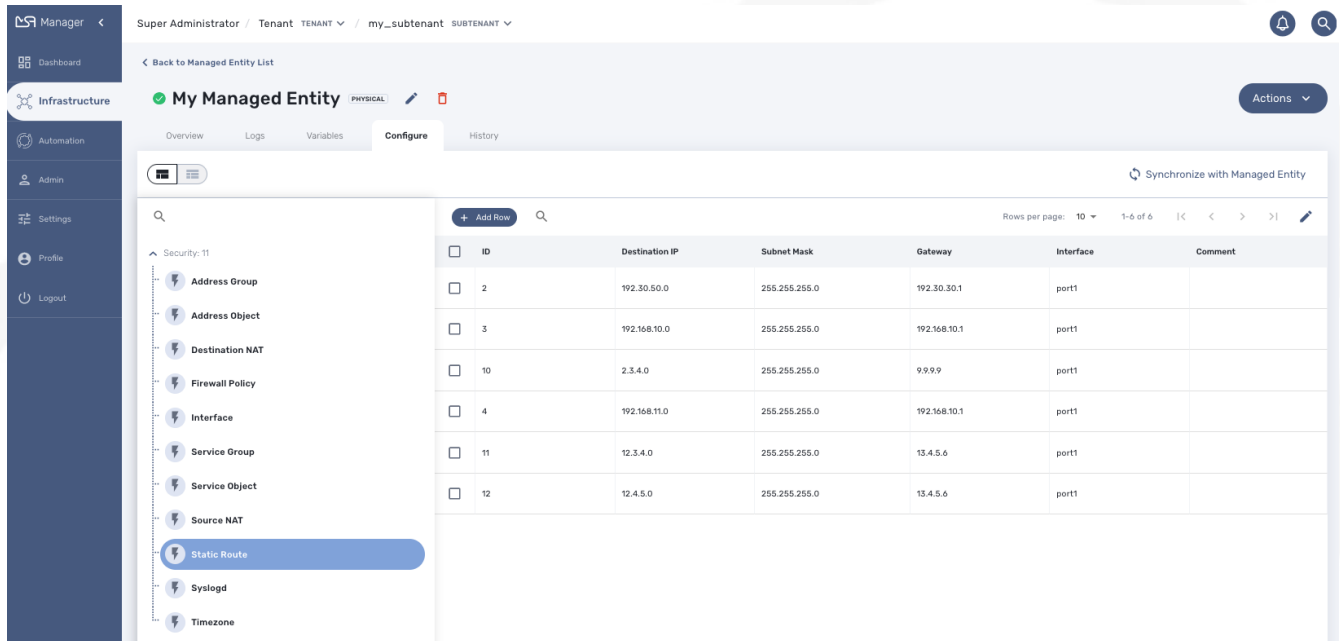 Manager
Super Administrator / Tenant TENANT / my_subtenant SUBTENANT
Dashboard
Infrastructure
Automation
Admin
Settings
Profile
Logout
Back to Managed Entity List
My Managed Entity PHYSICAL
Actions
Overview Logs Variables Configure History
Synchronize with Managed Entity
Security: 11
Address Group
Address Object
Destination NAT
Firewall Policy
Interface
Service Group
Service Object
Source NAT
Static Route
Syslogd
Timezone
+ Add Row
Rows per page: 10 1-6 of 6
ID Destination IP Subnet Mask Gateway Interface Comment
2 192.30.50.0 255.255.255.0 192.30.30.1 port1
3 192.168.10.0 255.255.255.0 192.168.10.1 port1
10 2.3.4.0 255.255.255.0 9.9.9.9 port1
4 192.168.11.0 255.255.255.0 192.168.10.1 port1
11 12.3.4.0 255.255.255.0 13.4.5.6 port1
12 12.4.5.0 255.255.255.0 13.4.5.6 port1